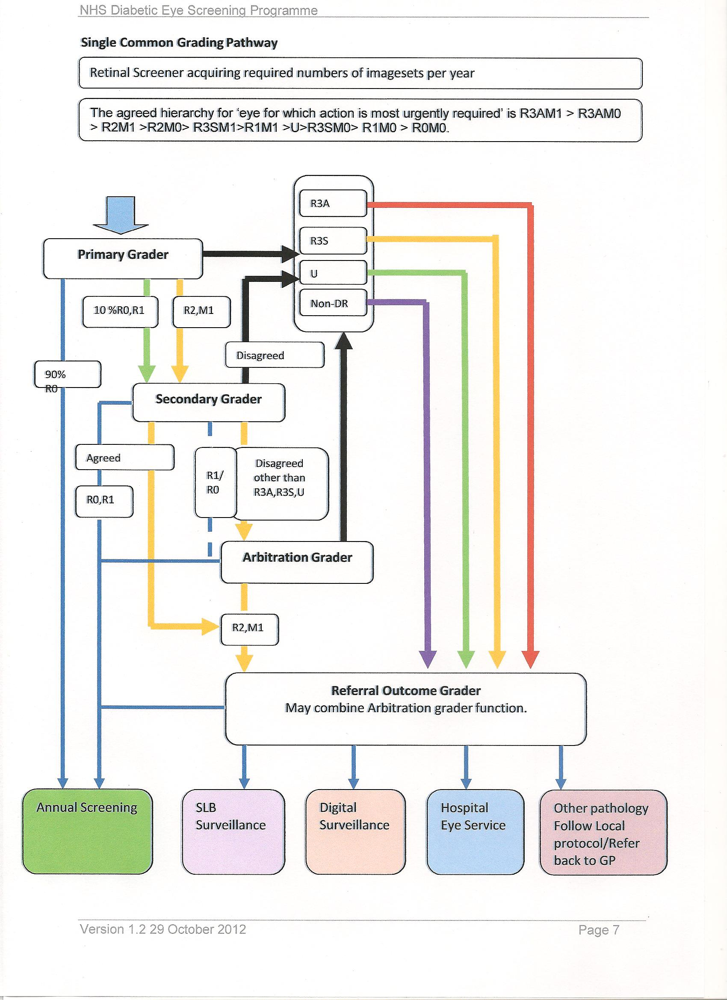 NHS Diabetic Eye Screening Programme
Single Common Grading Pathway
Retinal Screener acquiring required numbers of imagesets per year
The agreed hierarchy for ‘eye for which action is most urgently required’ is R3AM1 > R3AM0
> R2M1 >R2M0> R3SM1>R1M1 >U>R3SM0> R1M0 > R0M0.
R3A
R3S
U
Non-DR
Primary Grader
10 %R0,R1
R2,M1
Disagreed
90%
R0
Secondary Grader
Agreed
R0,R1
R1/
R0
Disagreed
other than
R3A,R3S,U
Arbitration Grader
R2,M1
Referral Outcome Grader
May combine Arbitration grader function.
Annual Screening
SLB
Surveillance
Digital
Surveillance
Hospital
Eye Service
Other pathology
Follow Local
protocol/Refer
back to GP
Version 1.2 29 October 2012
Page 7